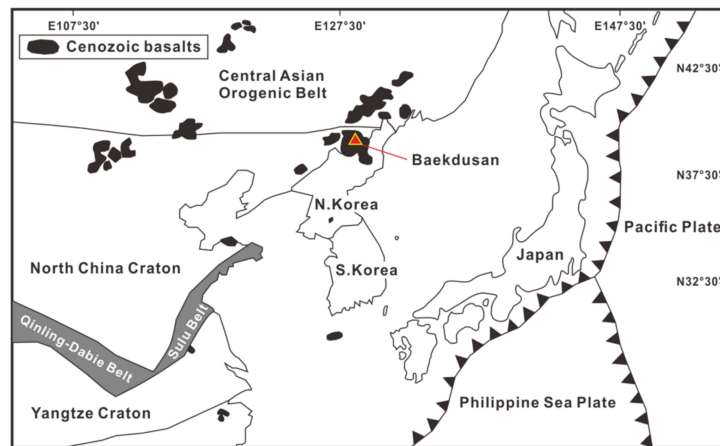 E107°30'
E127°30'
E147°30'
Cenozoic basalts
Central Asian
Orogenic Belt
N42°30'
Baekdusan
N37°30'
N.Korea
Pacific Plate
Japan
North China Craton
S.Korea
N32°30'
Qinling-Dabie Belt
Sulu Belt
Yangtze Craton
Philippine Sea Plate